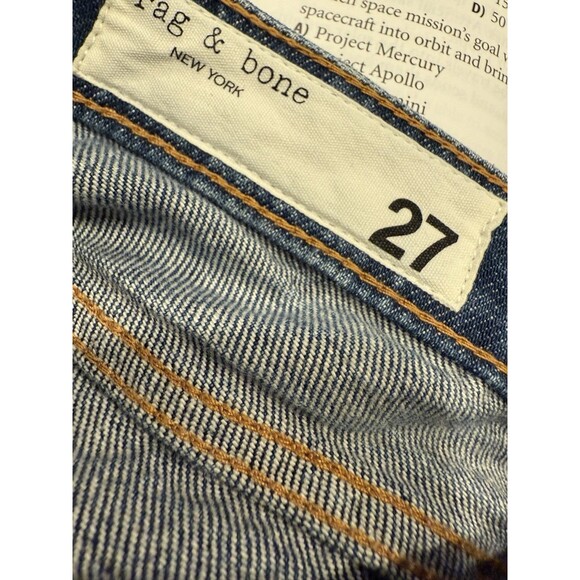 D) 50
space mission's goal
spacecraft into orbit and
A) Project Mercury
Apollo
rag & bone
NEW YORK
27